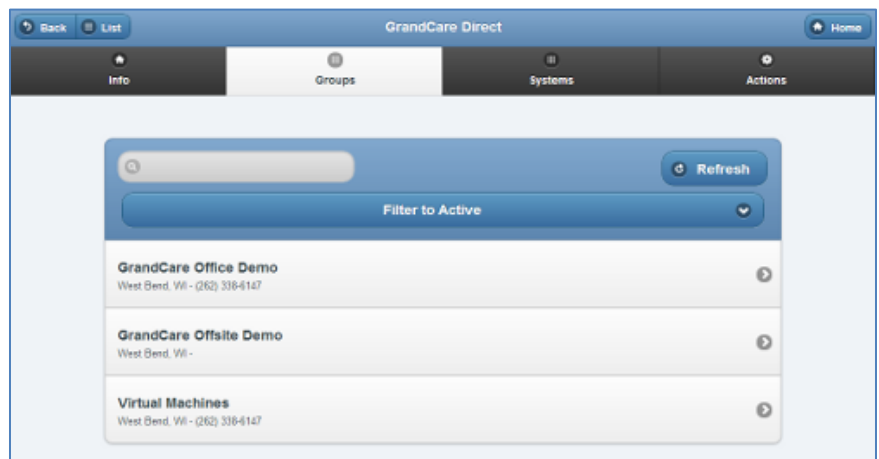 Back List GrandCare Direct Home
Info Groups Systems Actions
Refresh
Filter to Active
GrandCare Office Demo
West Bend, WI - (262) 338-6147
GrandCare Offsite Demo
West Bend, WI -
Virtual Machines
West Bend, WI - (262) 338-6147